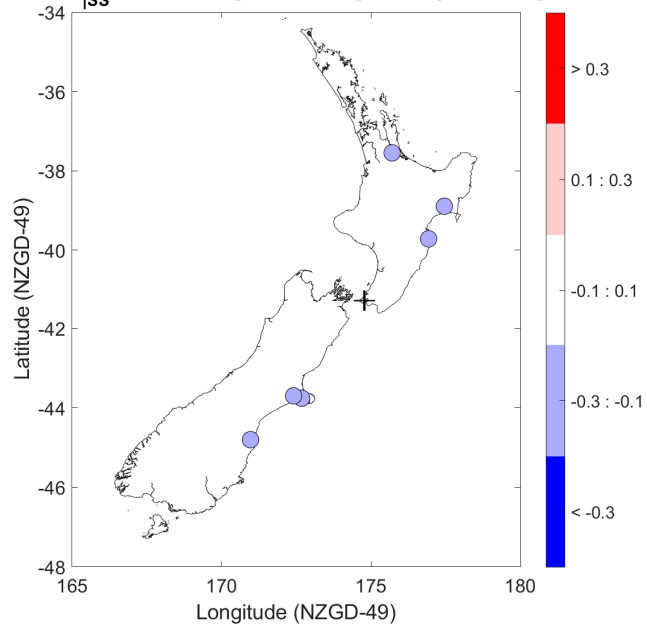 SS
-34
-36
-38
-40
-42
-44
-46
-48
165
170
175
180
Longitude (NZGD-49)
Latitude (NZGD-49)
> 0.3
0.1 : 0.3
-0.1 : 0.1
-0.3 : -0.1
< -0.3